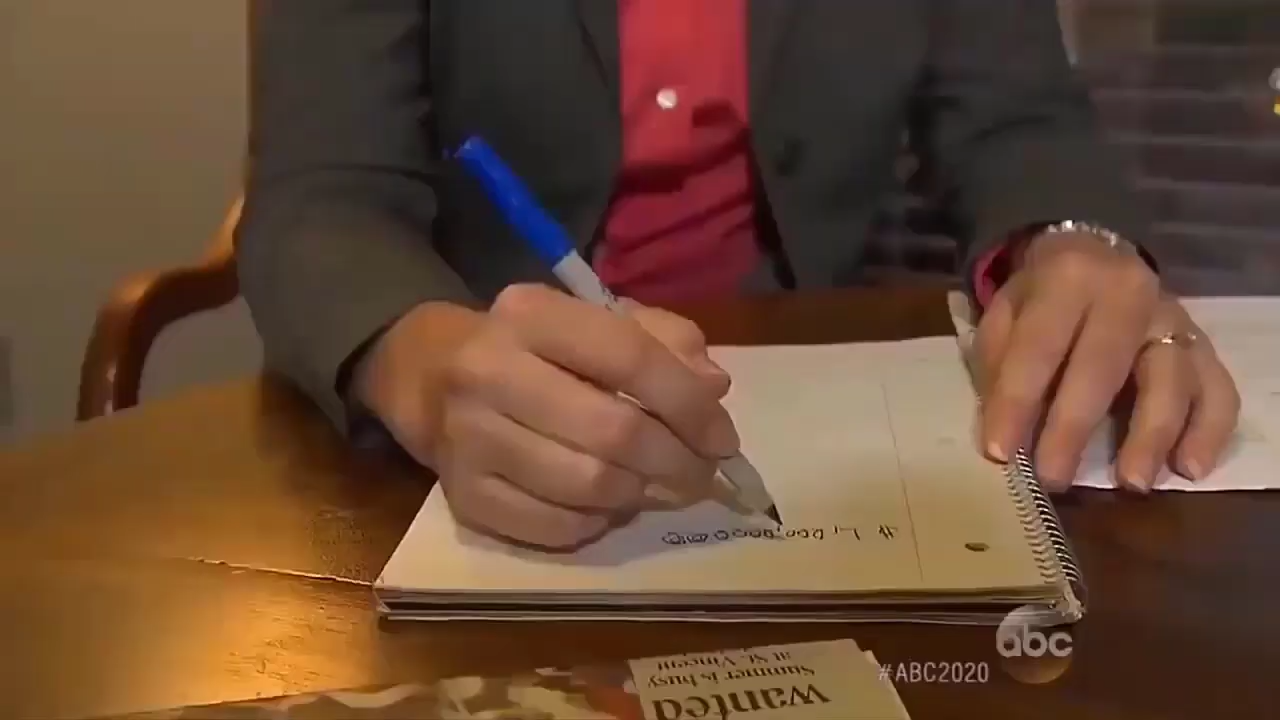 wanted
Summer is busy
at St. Vincent
abc
#ABC2020